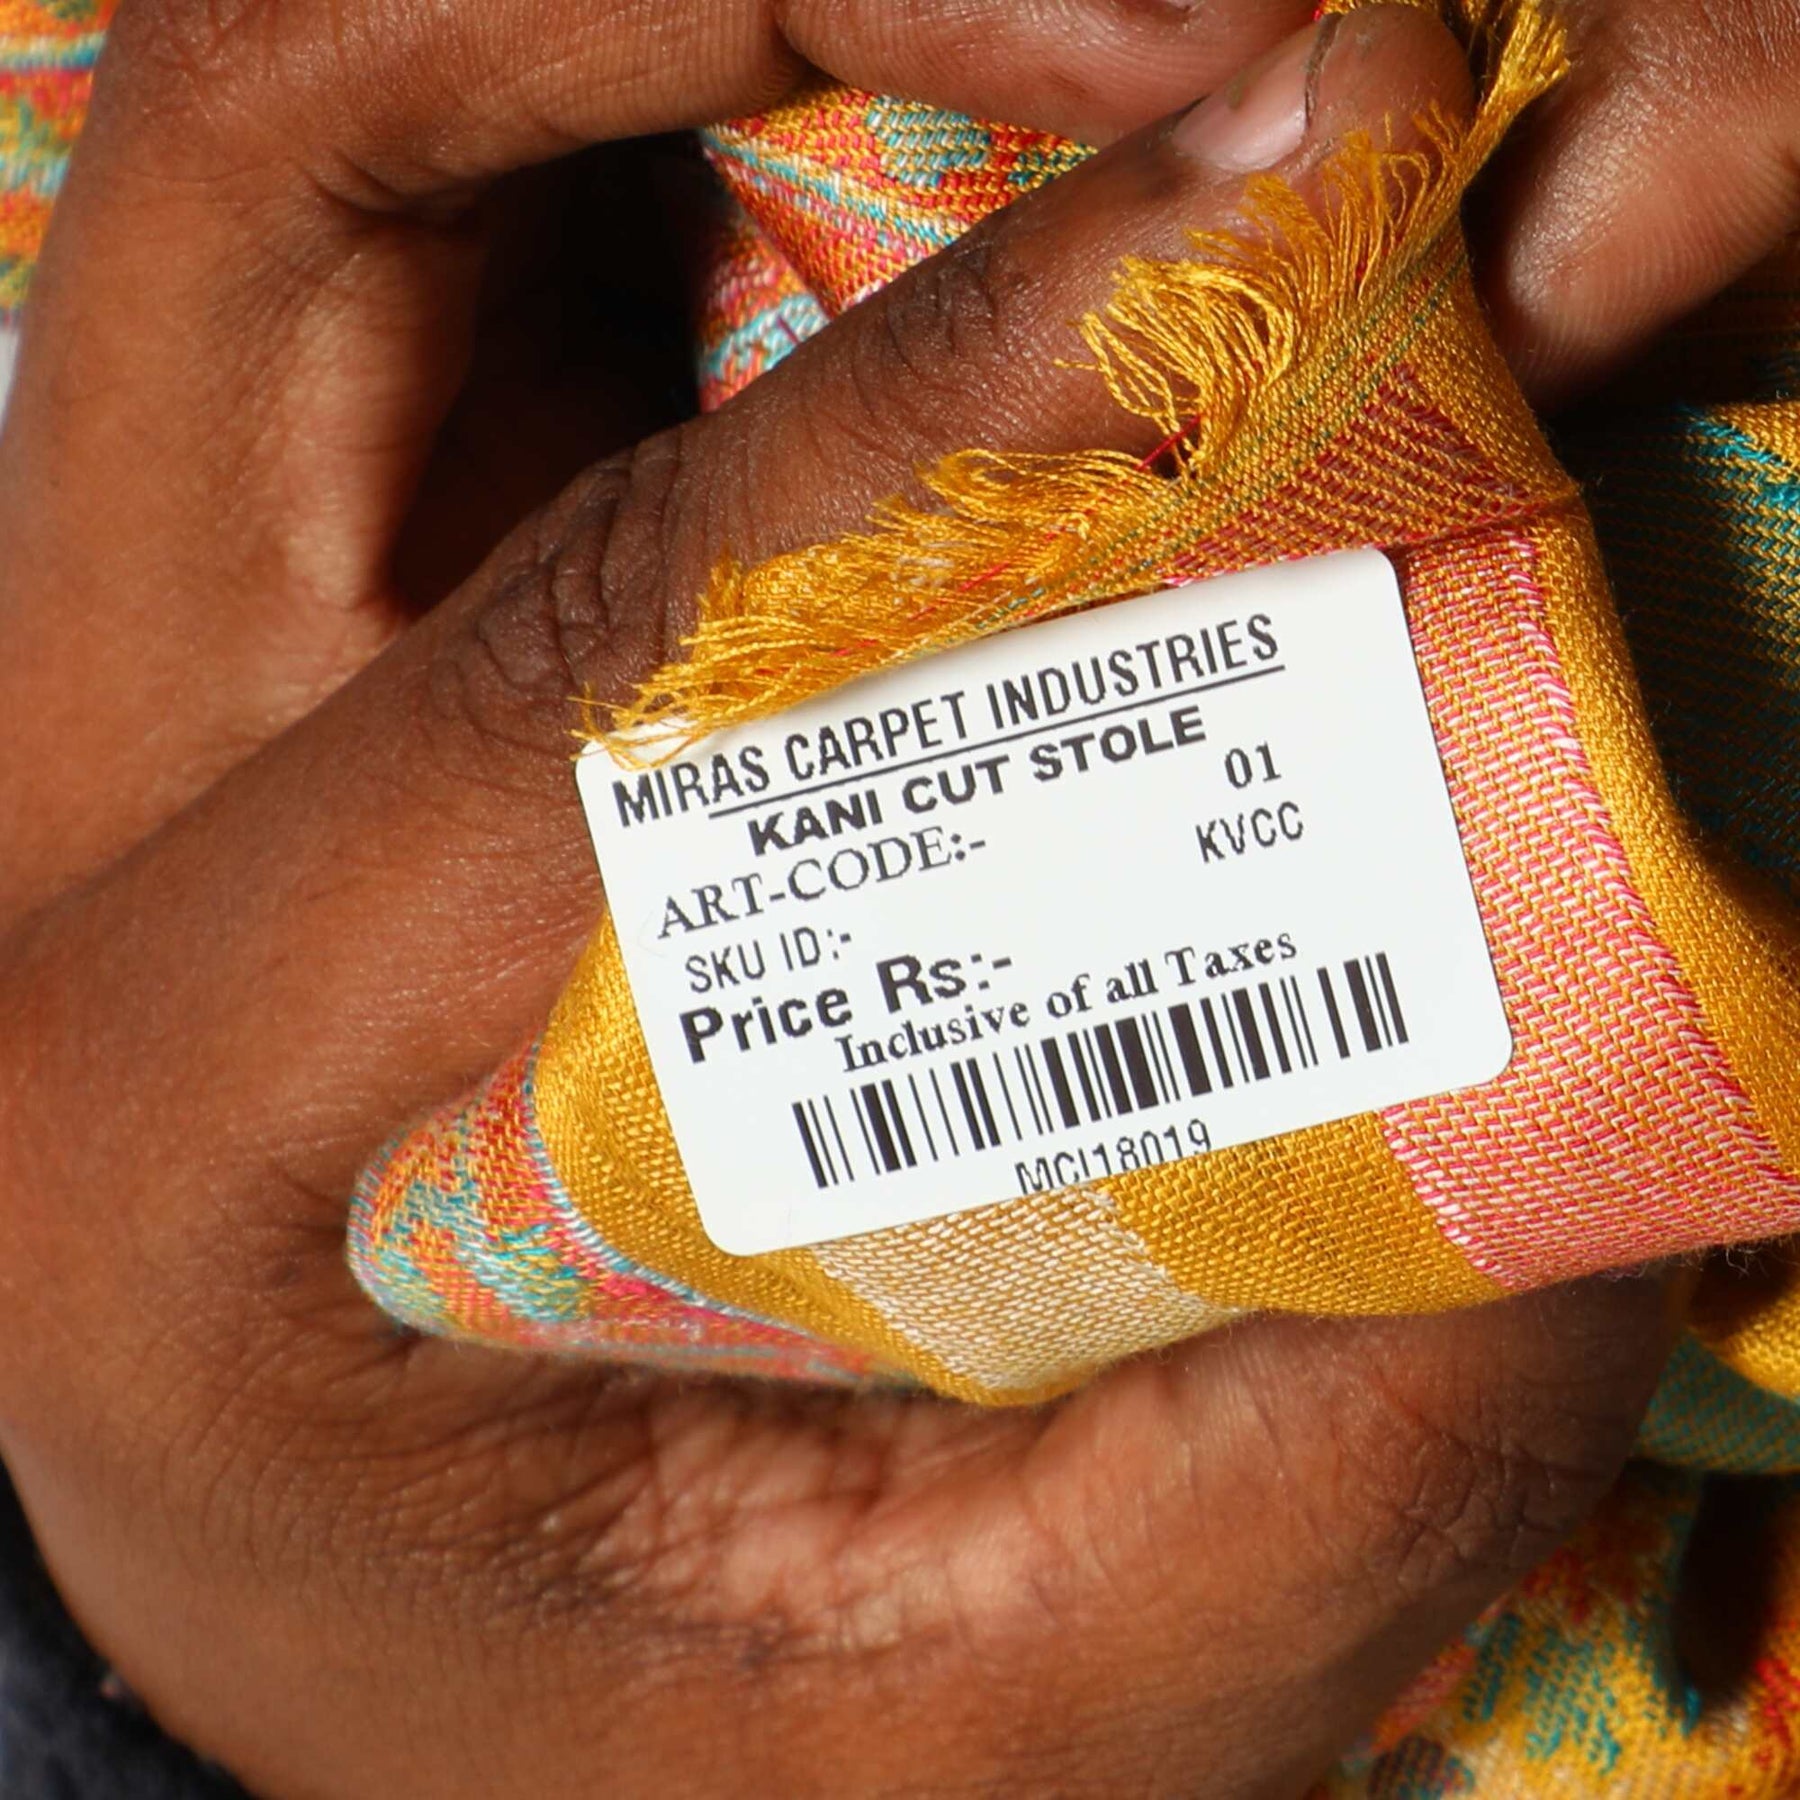 MIRAS CARPET INDUSTRIES
KANI CUT STOLE
ART-CODE:- 01
SKU ID:- KVCC
Price Rs:-
Inclusive of all Taxes
MCI18019